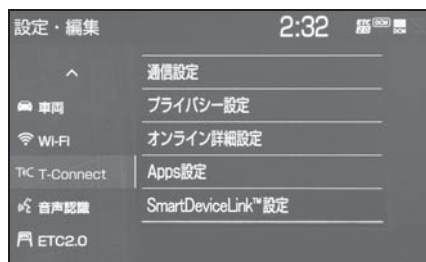 設定・編集 2:32
通信設定
プライバシー設定
車両
オンライン詳細設定
Wi-Fi
Apps設定
T-Connect
SmartDeviceLink™設定
音声認識
ETC2.0